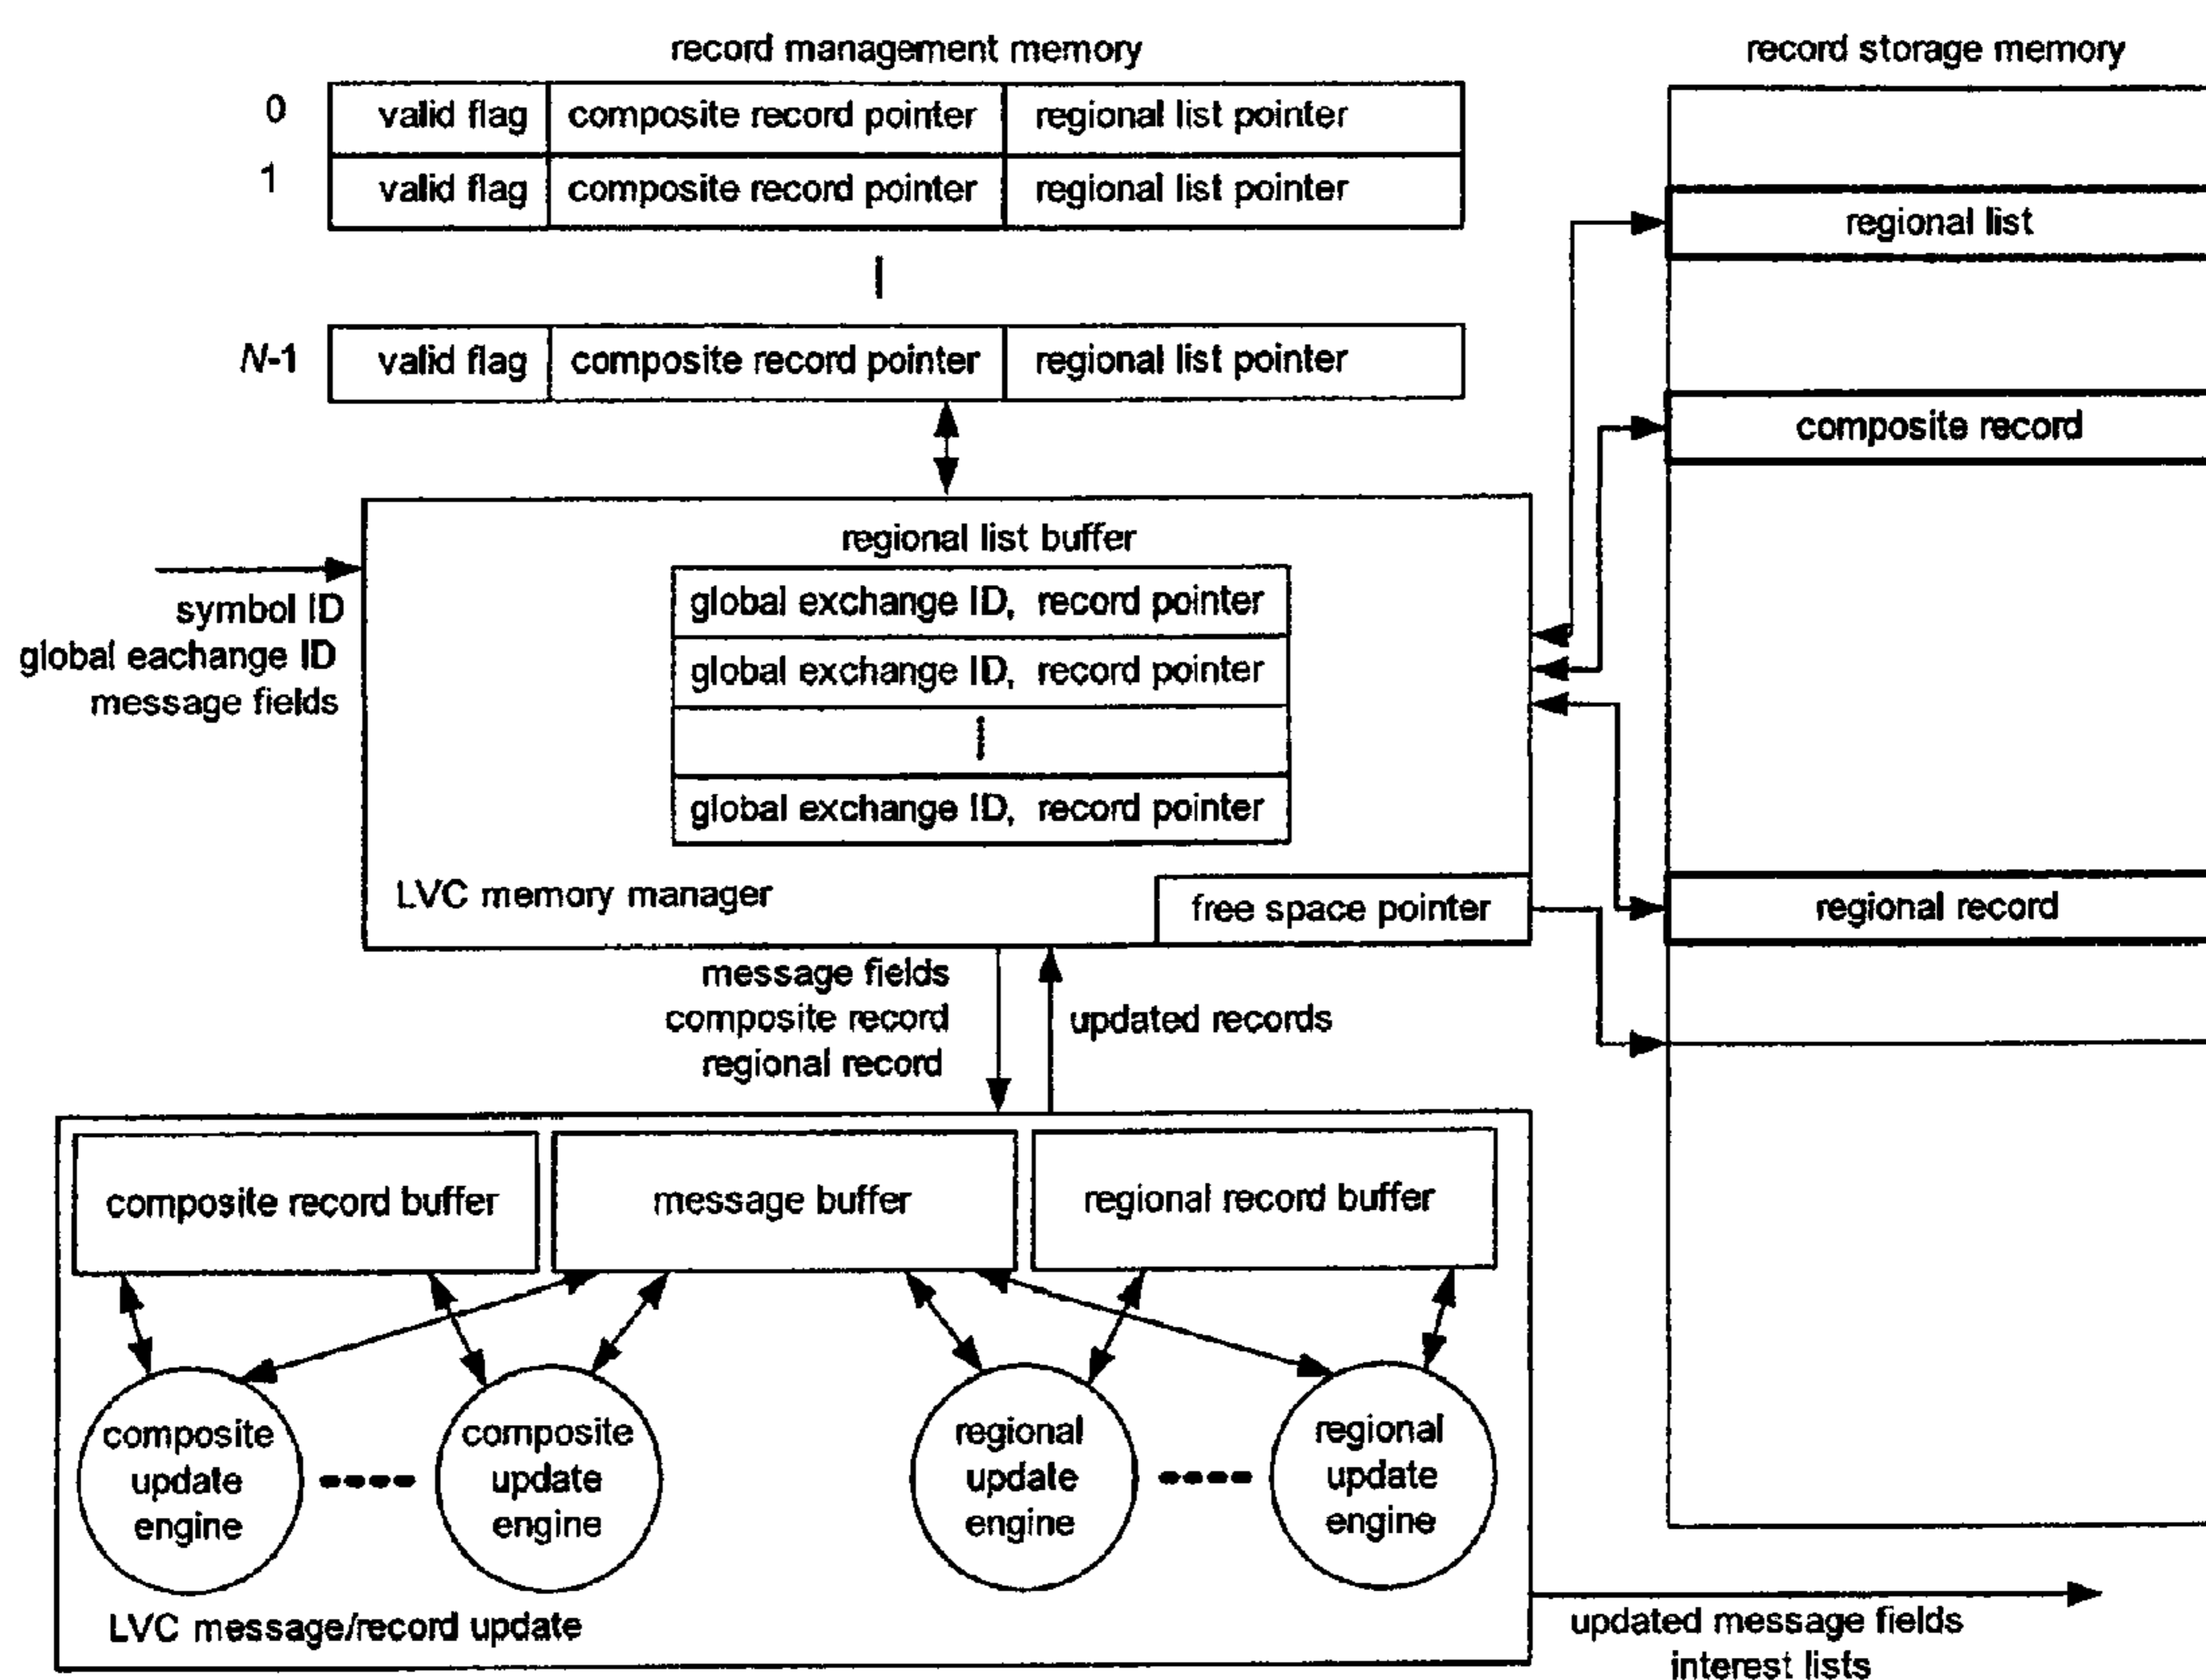 record management memory
record storage memory
0 valid flag composite record pointer regional list pointer
1 valid flag composite record pointer regional list pointer
N-1 valid flag composite record pointer regional list pointer
regional list
composite record
regional record
symbol ID
global eachange ID
message fields
regional list buffer
global exchange ID, record pointer
global exchange ID, record pointer
global exchange ID, record pointer
LVC memory manager
free space pointer
message fields
composite record
regional record
updated records
composite record buffer
message buffer
regional record buffer
composite
update
engine
composite
update
engine
regional
update
engine
regional
update
engine
LVC message/record update
updated message fields
interest lists